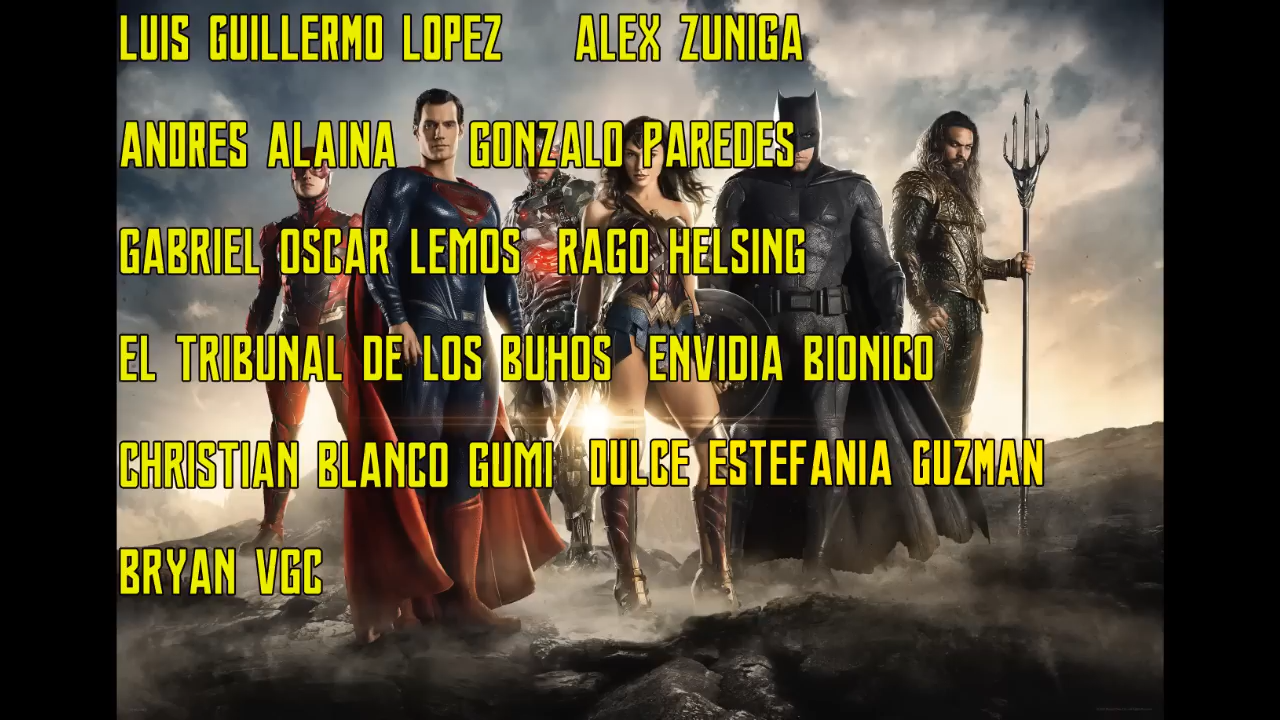 LUIS GUILLERMO LOPEZ ALEX ZUNIGA
ANDRES ALAINA GONZALO PAREDES
GABRIEL OSCAR LEMOS RAGO HELSING
EL TRIBUNAL DE LOS BUHOS ENVIDIA BIONICO
CHRISTIAN BLANCO GUMI DULCE ESTEFANIA GUZMAN
BRYAN VGC